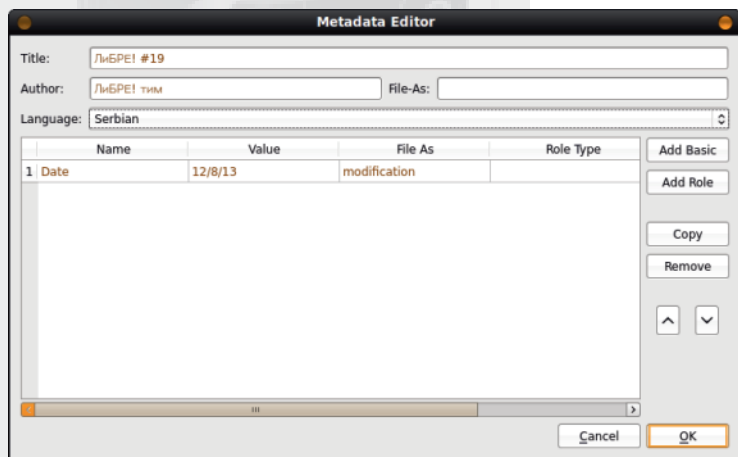 Metadata Editor
Title: ЛиБРЕ! #19
Author: ЛиБРЕ! тим File-As:
Language: Serbian
Name Value File As Role Type Add Basic
1 Date 12/8/13 modification
Add Role
Copy
Remove
Cancel OK